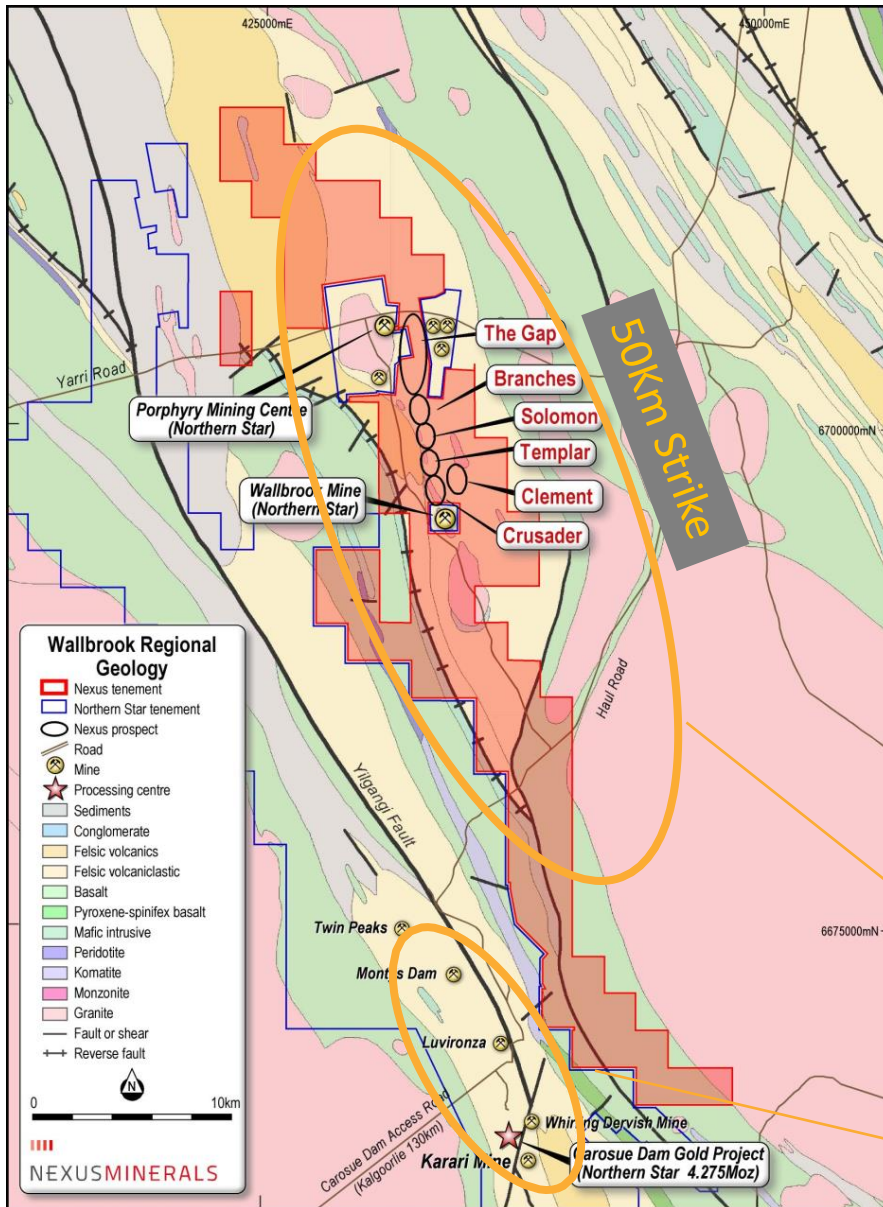 425000mE
450000mE
The Gap
Yarri Road
Branches
50Km Strike
Porphyry Mining Centre
(Northern Star)
Solomon
6700000mN
Templar
Wallbrook Mine
(Northern Star)
Clement
Crusader
Wallbrook Regional
Geology
Nexus tenement
Northern Star tenement
Nexus prospect
Road
Mine
Processing centre
Sediments
Conglomerate
Felsic volcanics
Felsic volcaniclastic
Basalt
Pyroxene-spinifex basalt
Mafic intrusive
Peridotite
Komatite
Monzonite
Granite
Fault or shear
Reverse fault
N
0
10km
NEXUSMINERALS
Haul Road
Yilgangi Fault
Twin Peaks
6675000mN
Montys Dam
Luvironza
Carosue Dam Access Road
(Kalgoorlie 130km)
Whirling Dervish Mine
Karari Mine
Carosue Dam Gold Project
(Northern Star 4.275Moz)